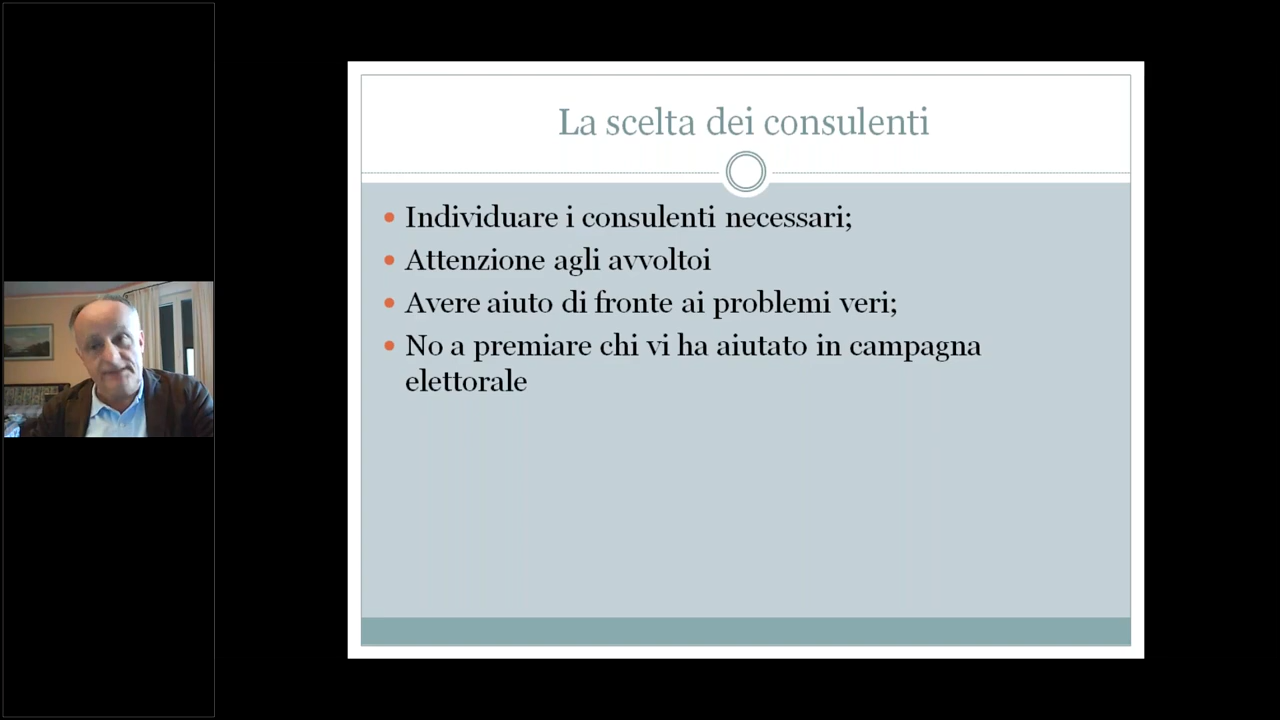 La scelta dei consulenti
Individuare i consulenti necessari;
Attenzione agli avvoltoi
Avere aiuto di fronte ai problemi veri;
No a premiare chi vi ha aiutato in campagna
elettorale